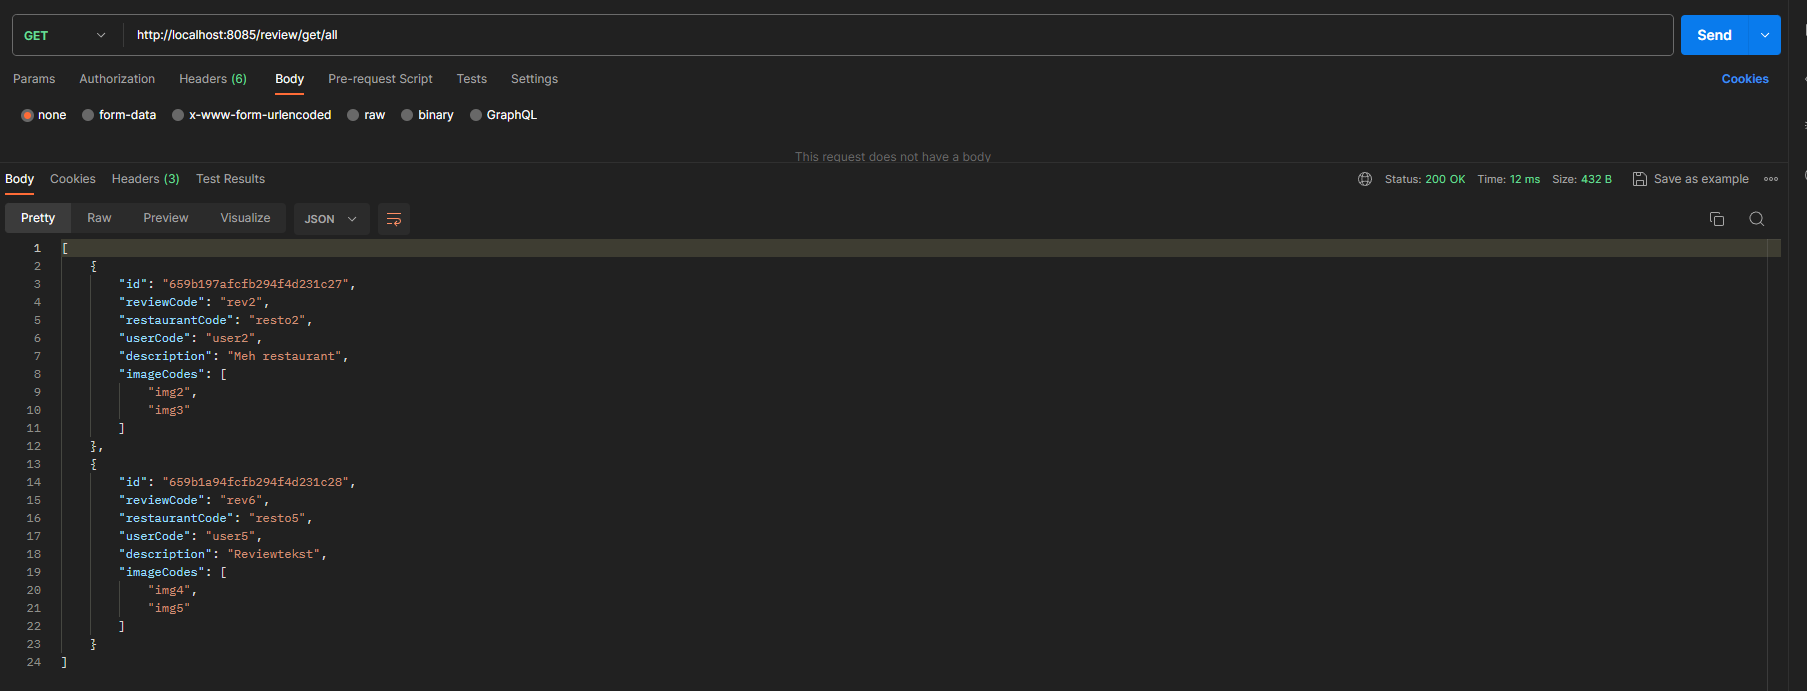 GET http://localhost:8085/review/get/all Send
Params Authorization Headers (6) Body Pre-request Script Tests Settings Cookies
none form-data x-www-form-urlencoded raw binary GraphQL
This request does not have a body
Body Cookies Headers (3) Test Results Status: 200 OK Time: 12 ms Size: 432 B Save as example
Pretty Raw Preview Visualize JSON
1 [
2 {
3 "id": "659b197afcfb294f4d231c27",
4 "reviewCode": "rev2",
5 "restaurantCode": "resto2",
6 "userCode": "user2",
7 "description": "Meh restaurant",
8 "imageCodes": [
9 "img2",
10 "img3"
11 ]
12 },
13 {
14 "id": "659b1a94fcfb294f4d231c28",
15 "reviewCode": "rev6",
16 "restaurantCode": "resto5",
17 "userCode": "user5",
18 "description": "Reviewtekst",
19 "imageCodes": [
20 "img4",
21 "img5"
22 ]
23 }
24 ]